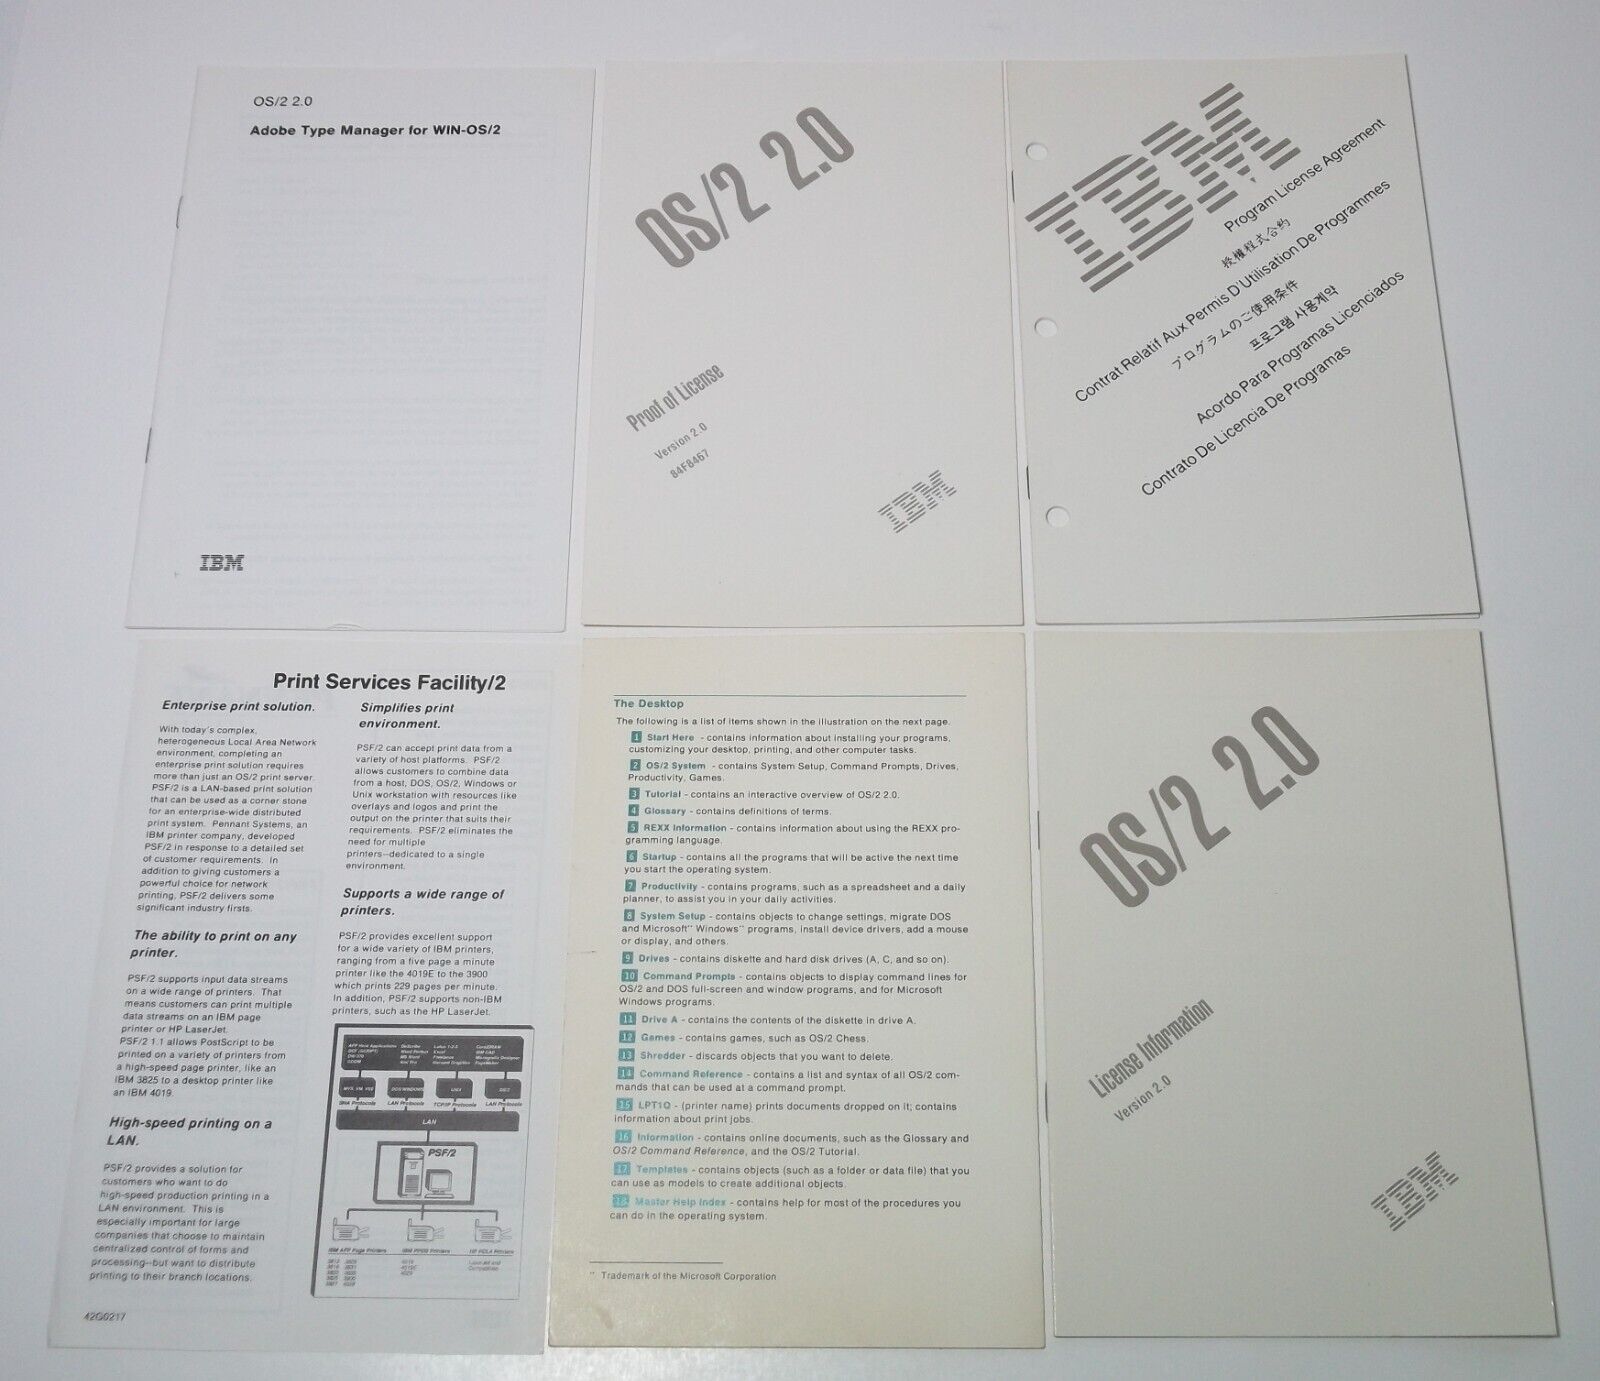 OS/2 2.0
Adobe Type Manager for WIN-OS/2
IBM
OS/2 2.0
Proof of License
Version 2.0
84F8467
IBM
IBM
Program License Agreement
授權程式合約
Contrat Relatif Aux Permis D'Utilisation De Programmes
プログラムのご使用条件
프로그램 사용계약
Acordo Para Programas Licenciados
Contrato De Licencia De Programas
Print Services Facility/2
Enterprise print solution.
With today's complex,
heterogeneous Local Area Network
environment, completing an
enterprise print solution requires
more than just an OS/2 print server.
PSF/2 is a LAN-based print solution
that can be used as a corner stone
for an enterprise-wide distributed
print system. Pennant Systems, an
IBM printer company, developed
PSF/2 in response to a detailed set
of customer requirements. In
addition to giving customers a
powerful choice for network
printing, PSF/2 delivers some
significant industry firsts.
The ability to print on any
printer.
PSF/2 supports input data streams
on a wide range of printers. That
means customers can print multiple
data streams on an IBM page
printer or HP LaserJet.
PSF/2 1.1 allows PostScript to be
printed on a variety of printers from
a high-speed page printer, like an
IBM 3825 to a desktop printer like
an IBM 4019.
High-speed printing on a
LAN.
PSF/2 provides a solution for
customers who want to do
high-speed production printing in a
LAN environment. This is
especially important for large
companies that choose to maintain
centralized control of forms and
processing--but want to distribute
printing to their branch locations.
42G0217
Simplifies print
environment.
PSF/2 can accept print data from a
variety of host platforms. PSF/2
allows customers to combine data
from a host, DOS, OS/2, Windows or
Unix workstation with resources like
overlays and logos and print the
output on the printer that suits their
requirements. PSF/2 eliminates the
need for multiple
printers--dedicated to a single
environment.
Supports a wide range of
printers.
PSF/2 provides excellent support
for a wide variety of IBM printers,
ranging from a five page a minute
printer like the 4019E to the 3900
which prints 229 pages per minute.
In addition, PSF/2 supports non-IBM
printers, such as the HP LaserJet.
SNA Protocols LAN Protocols TCP/IP Protocols LAN Protocols
LAN
PSF/2
IBM AFP Page Printers IBM PPDS Printers HP PCL4 Printers
The Desktop
The following is a list of items shown in the illustration on the next page.
1 Start Here - contains information about installing your programs,
customizing your desktop, printing, and other computer tasks.
2 OS/2 System - contains System Setup, Command Prompts, Drives,
Productivity, Games.
3 Tutorial - contains an interactive overview of OS/2 2.0.
4 Glossary - contains definitions of terms.
5 REXX Information - contains information about using the REXX pro-
gramming language.
6 Startup - contains all the programs that will be active the next time
you start the operating system.
7 Productivity - contains programs, such as a spreadsheet and a daily
planner, to assist you in your daily activities.
8 System Setup - contains objects to change settings, migrate DOS
and Microsoft" Windows" programs, install device drivers, add a mouse
or display, and others.
9 Drives - contains diskette and hard disk drives (A, C, and so on).
10 Command Prompts - contains objects to display command lines for
OS/2 and DOS full-screen and window programs, and for Microsoft
Windows programs.
11 Drive A - contains the contents of the diskette in drive A.
12 Games - contains games, such as OS/2 Chess.
13 Shredder - discards objects that you want to delete.
14 Command Reference - contains a list and syntax of all OS/2 com-
mands that can be used at a command prompt.
15 LPT1Q - (printer name) prints documents dropped on it; contains
information about print jobs.
16 Information - contains online documents, such as the Glossary and
OS/2 Command Reference, and the OS/2 Tutorial.
17 Templates - contains objects (such as a folder or data file) that you
can use as models to create additional objects.
18 Master Help Index - contains help for most of the procedures you
can do in the operating system.
" Trademark of the Microsoft Corporation
OS/2 2.0
License Information
Version 2.0
IBM